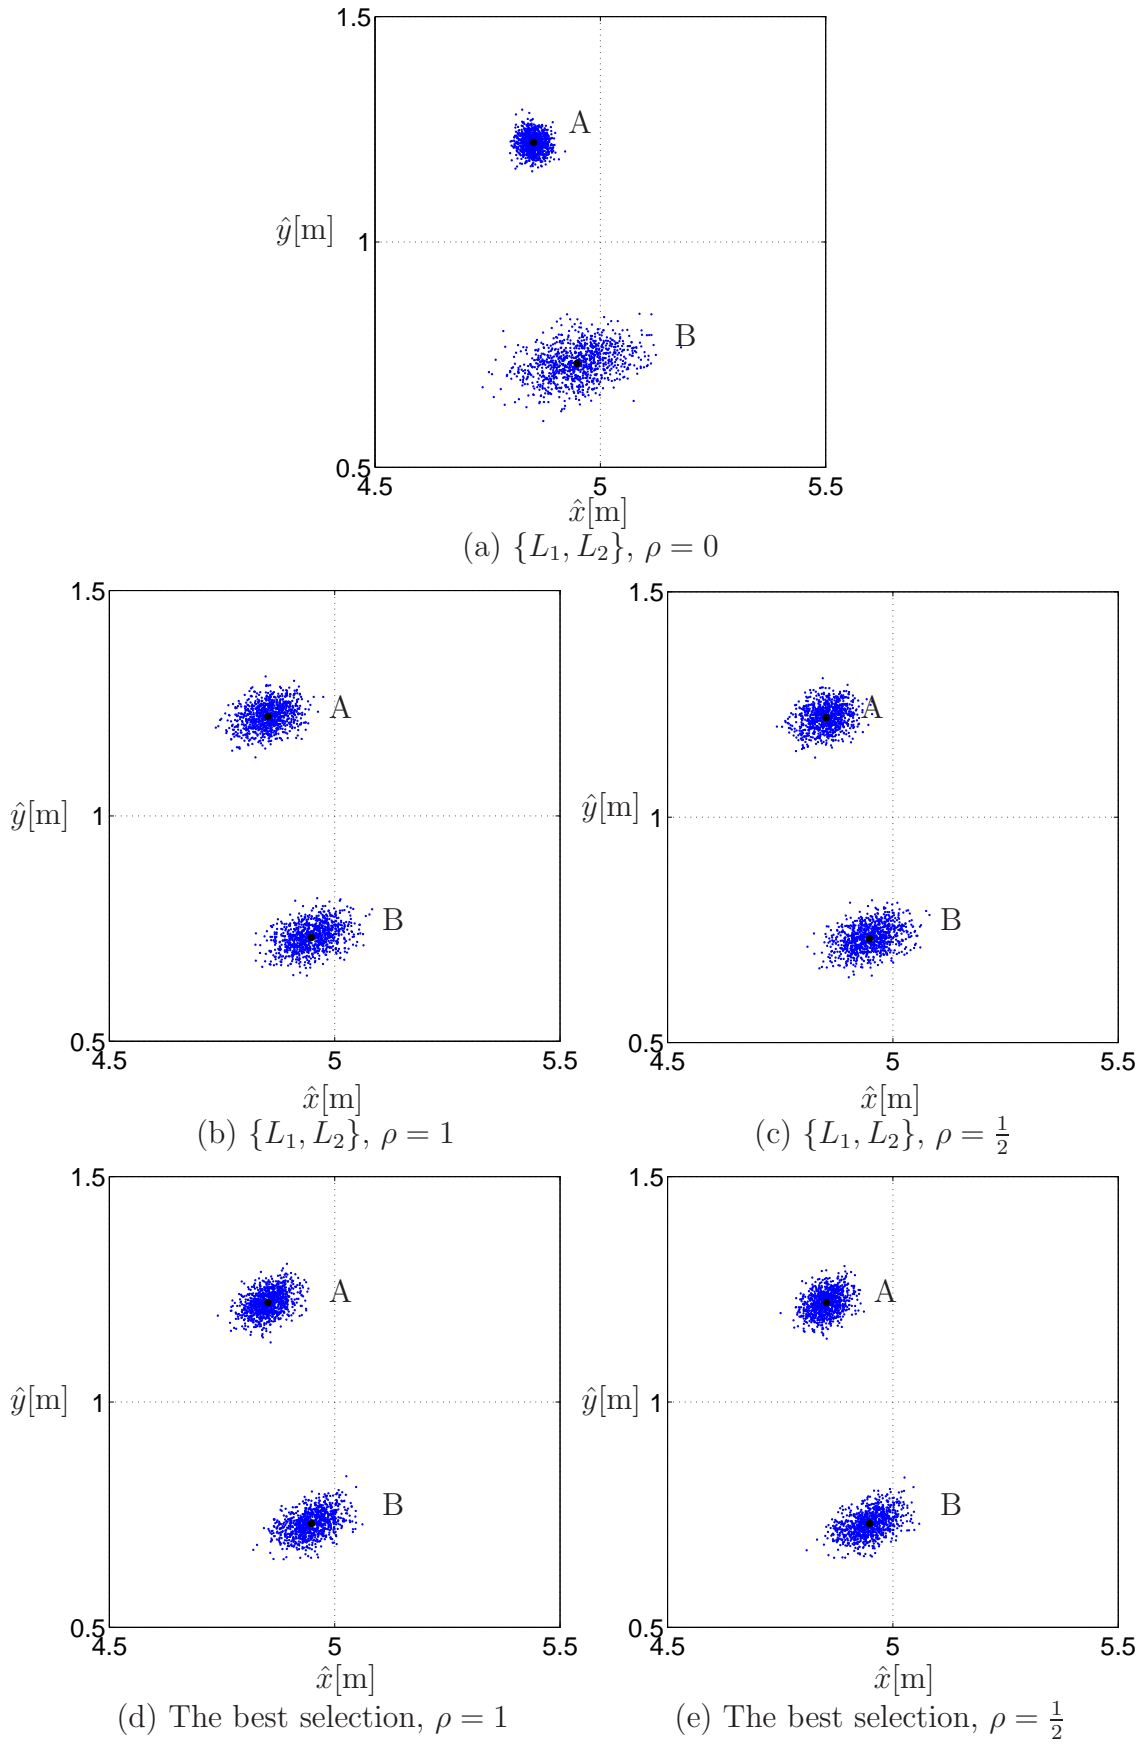 1.5
A
ŷ[m] 1
B
0.5
4.5 5 5.5
x̂[m]
(a) {L₁, L₂}, ρ = 0
1.5 1.5
A A
ŷ[m] 1 ŷ[m] 1
B B
0.5 0.5
4.5 5 5.5 4.5 5 5.5
x̂[m] x̂[m]
(b) {L₁, L₂}, ρ = 1 (c) {L₁, L₂}, ρ = 1/2
1.5 1.5
A A
ŷ[m] 1 ŷ[m] 1
B B
0.5 0.5
4.5 5 5.5 4.5 5 5.5
x̂[m] x̂[m]
(d) The best selection, ρ = 1 (e) The best selection, ρ = 1/2